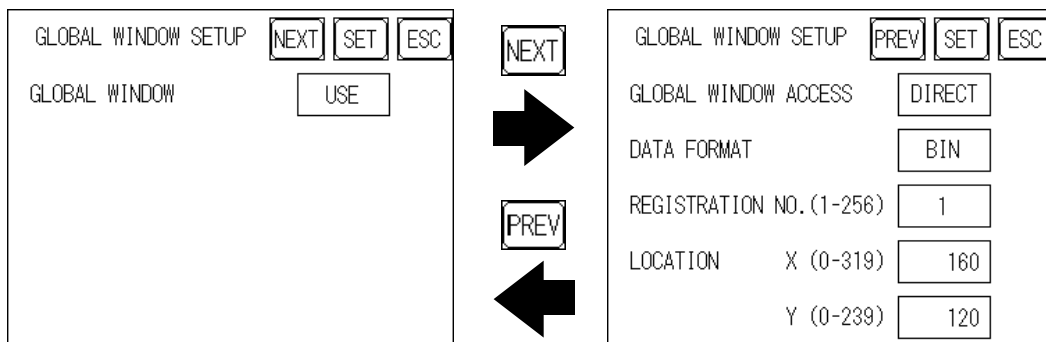 GLOBAL WINDOW SETUP NEXT SET ESC
GLOBAL WINDOW USE
NEXT
PREV
GLOBAL WINDOW SETUP PREV SET ESC
GLOBAL WINDOW ACCESS DIRECT
DATA FORMAT BIN
REGISTRATION NO.(1-256) 1
LOCATION X (0-319) 160
Y (0-239) 120